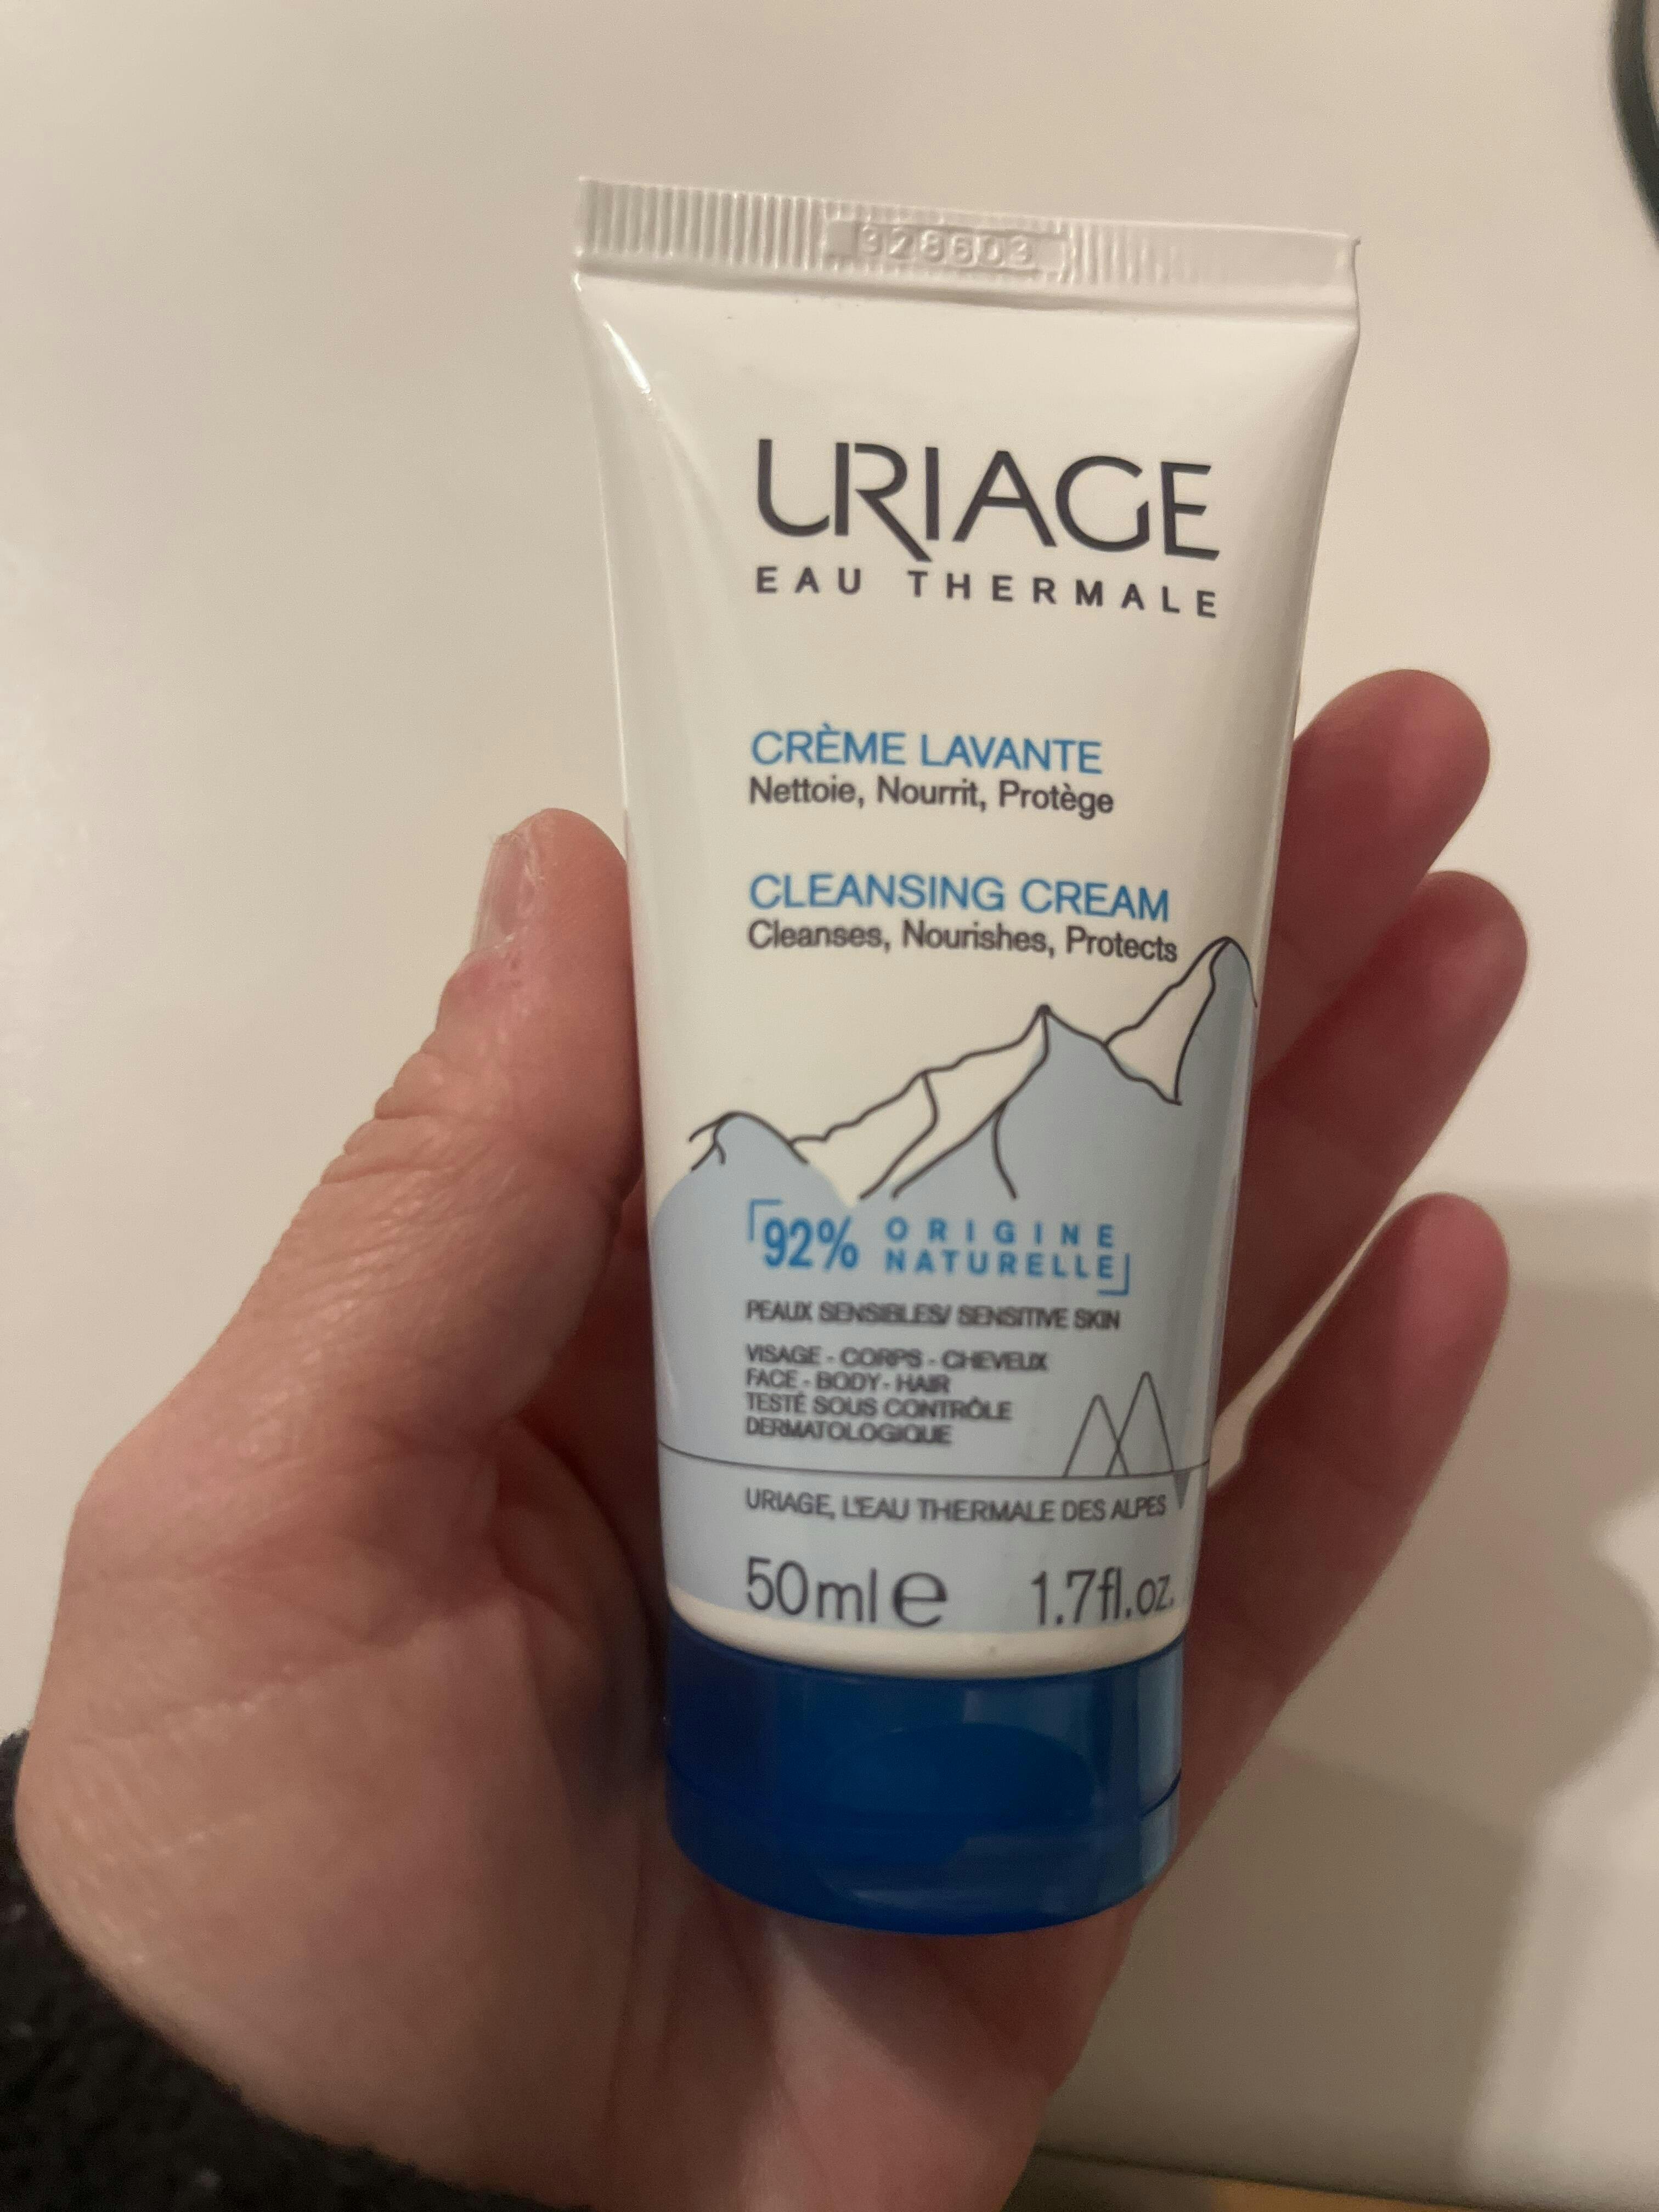 328603
URIAGE
EAU THERMALE
CRÈME LAVANTE
Nettoie, Nourrit, Protège
CLEANSING CREAM
Cleanses, Nourishes, Protects
92% ORIGINE
NATURELLE
PEAUX SENSIBLES/ SENSITIVE SKIN
VISAGE - CORPS - CHEVEUX
FACE - BODY - HAIR
TESTÉ SOUS CONTRÔLE
DERMATOLOGIQUE
URIAGE, L'EAU THERMALE DES ALPES
50ml e 1.7fl.oz.